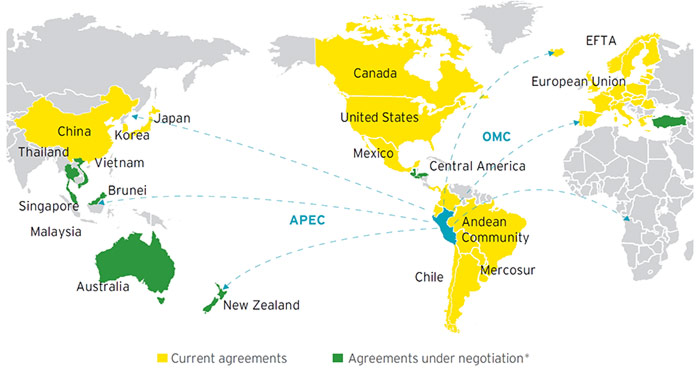 EFTA
European Union
Canada
United States
Mexico
OMC
Central America
China
Japan
Korea
Thailand
Vietnam
Brunei
Singapore
Malaysia
APEC
Andean
Community
Australia
New Zealand
Chile
Mercosur
Current agreements
Agreements under negotiation*